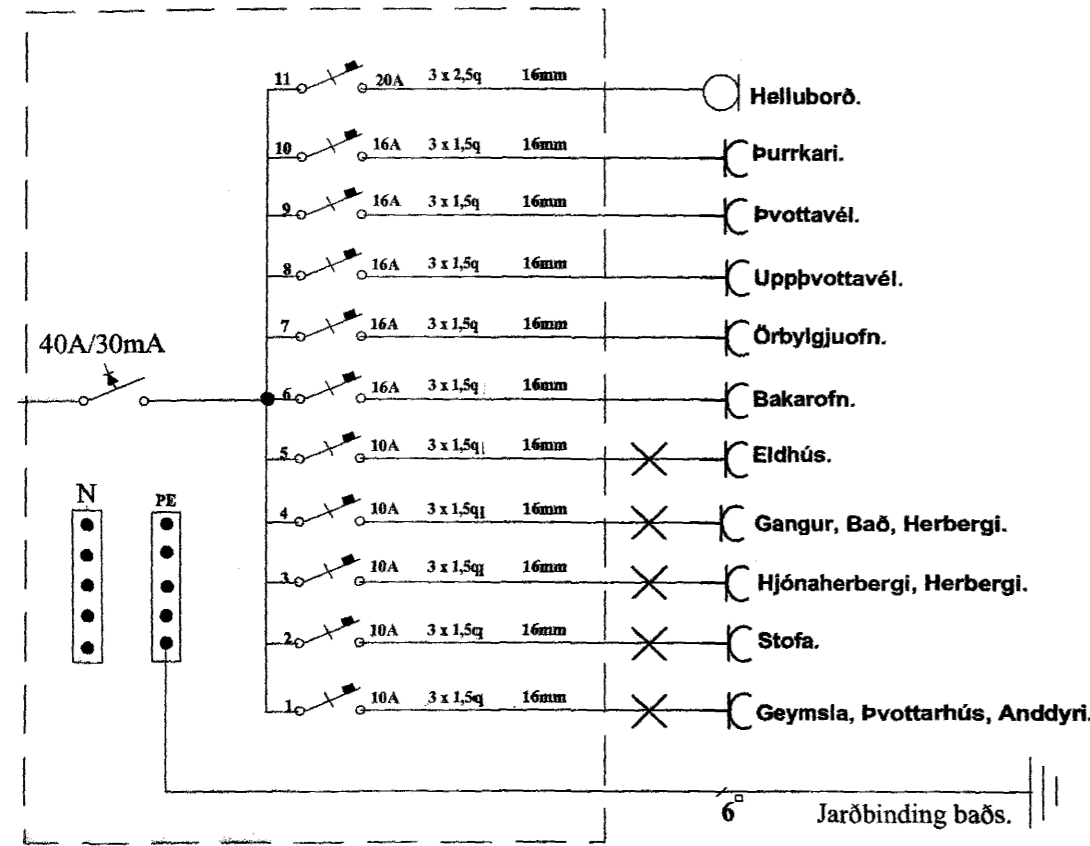 11 20A 3 x 2,5q 16mm Helluborð.
10 16A 3 x 1,5q 16mm Þurrkari.
9 16A 3 x 1,5q 16mm Þvottavél.
8 16A 3 x 1,5q 16mm Uppþvottavél.
7 16A 3 x 1,5q 16mm Örbylgjuofn.
40A/30mA
6 16A 3 x 1,5q 16mm Bakarofn.
5 10A 3 x 1,5q 16mm Eldhús.
N PE
4 10A 3 x 1,5q 16mm Gangur, Bað, Herbergi.
3 10A 3 x 1,5q 16mm Hjónaherbergi, Herbergi.
2 10A 3 x 1,5q 16mm Stofa.
1 10A 3 x 1,5q 16mm Geymsla, Þvottarhús, Anddyri.
6□ Jarðbinding baðs.